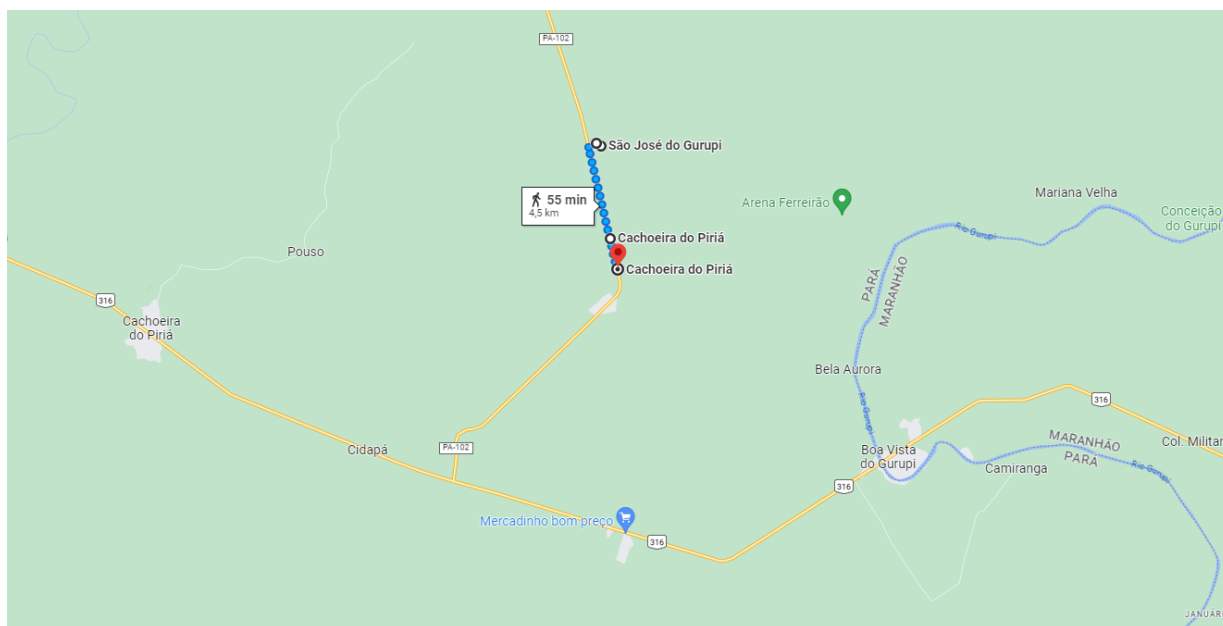 PA-102
São José do Gurupi
55 min
4,5 km
Mariana Velha
Arena Ferreirão
Conceição
do Gurupi
Rio Gurupi
Cachoeira do Piriá
Pouso
Cachoeira do Piriá
PARÁ
MARANHÃO
316
Cachoeira
do Piriá
Bela Aurora
316
Rio Gurupi
MARANHÃO
PARÁ
Col. Militar
Cidapá
PA-102
Boa Vista
do Gurupi
Camiranga
Rio Gurupi
316
Mercadinho bom preço
316